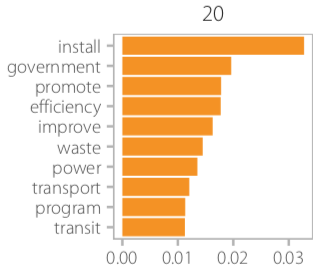 20
install
government
promote
efficiency
improve
waste
power
transport
program
transit
0.00 0.01 0.02 0.03